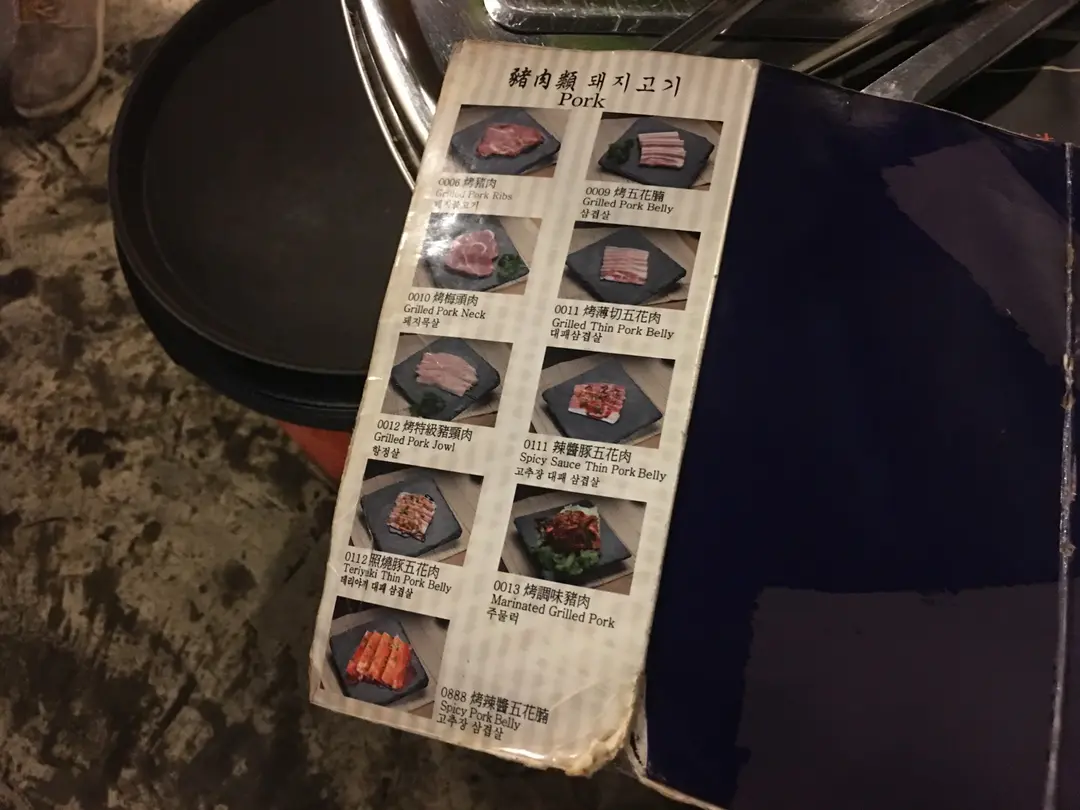 豬肉類 돼지고기
Pork
0008 烤豬肉
Grilled Pork Ribs
돼지불고기
0009 烤五花腩
Grilled Pork Belly
삼겹살
0010 烤梅頭肉
Grilled Pork Neck
돼지목살
0011 烤薄切五花肉
Grilled Thin Pork Belly
대패삼겹살
0012 烤特級豬頸肉
Grilled Pork Jowl
항정살
0111 辣醬豚五花肉
Spicy Sauce Thin Pork Belly
고추장 대패 삼겹살
0112 照燒豚五花肉
Teriyaki Thin Pork Belly
데리야끼 대패 삼겹살
0013 烤調味豬肉
Marinated Grilled Pork
주물럭
0888 烤辣醬五花腩
Spicy Pork Belly
고추장 삼겹살